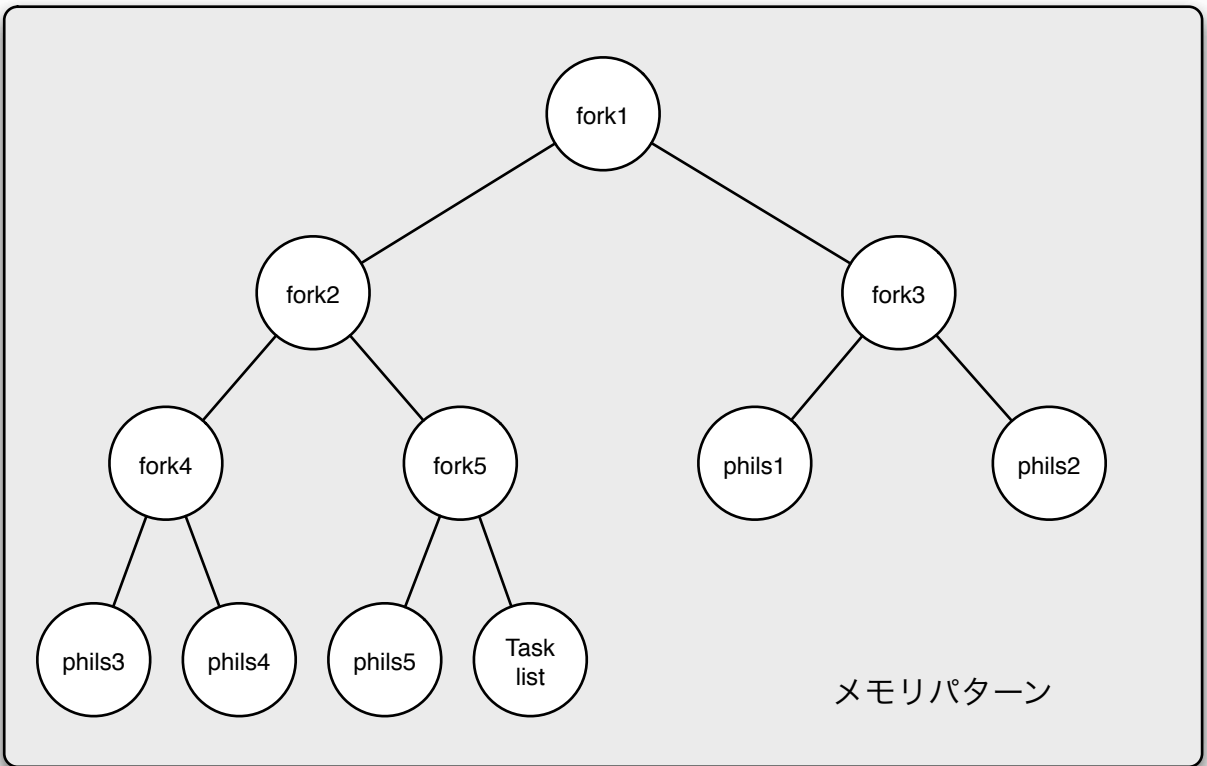 fork1
fork2
fork3
fork4
fork5
phils1
phils2
phils3
phils4
phils5
Task
list
メモリパターン